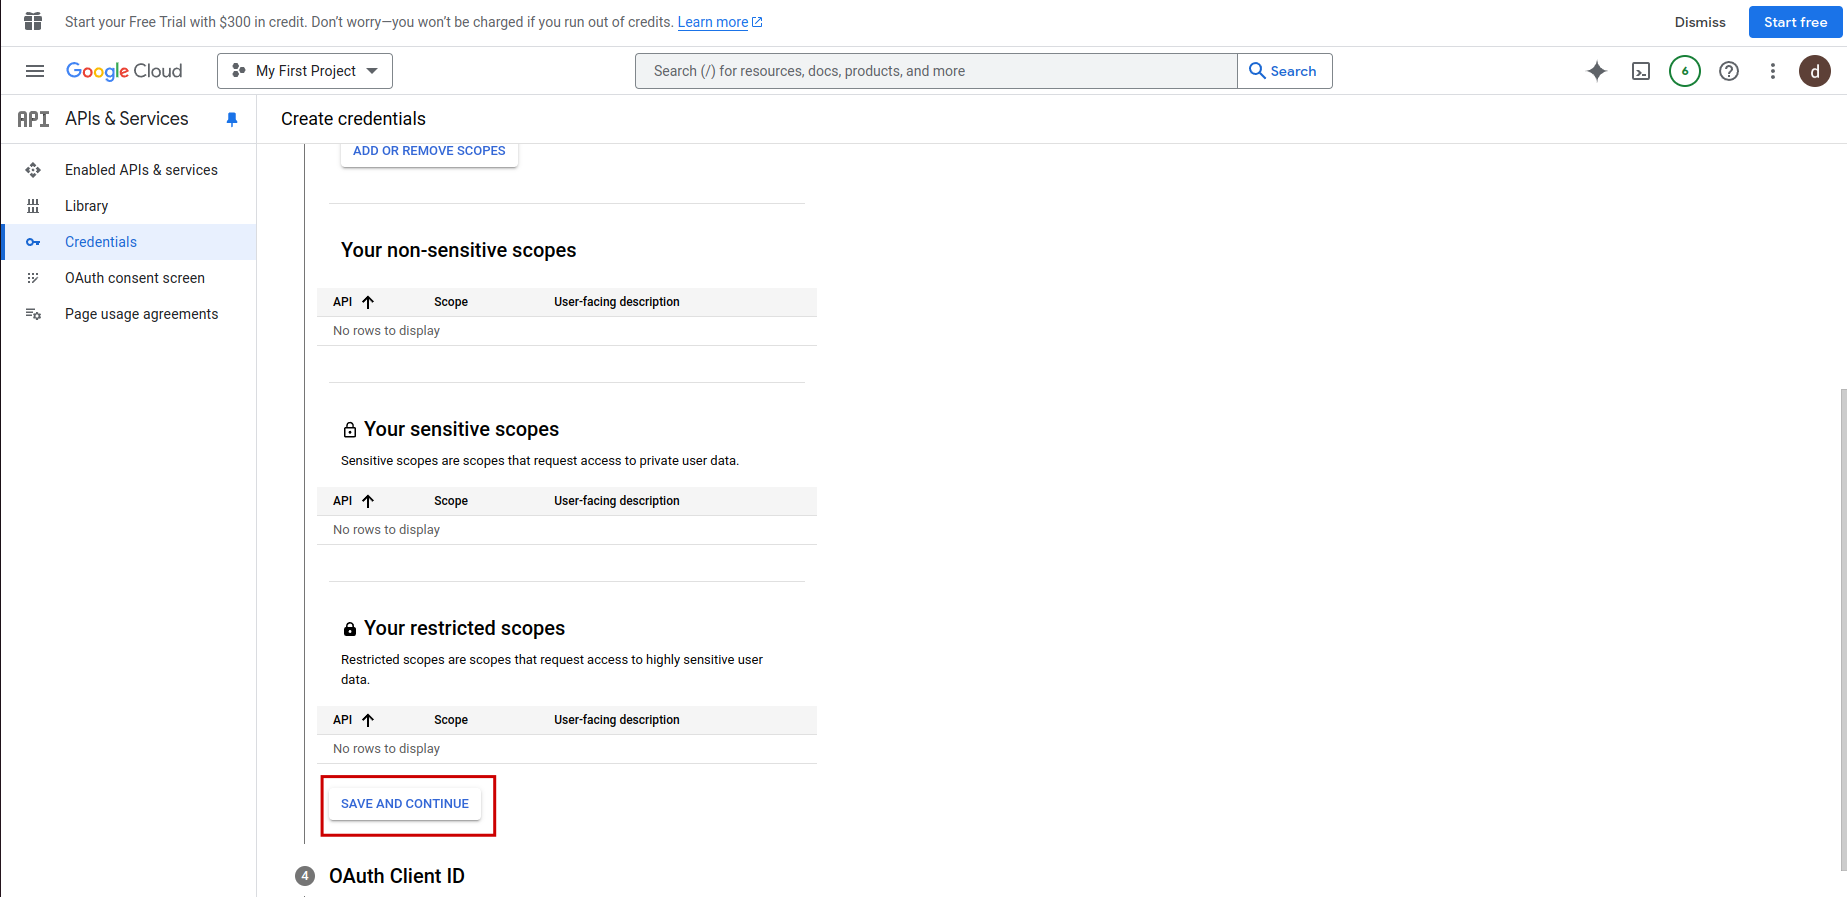 Start your Free Trial with $300 in credit. Don't worry—you won't be charged if you run out of credits. Learn more
Dismiss
Start free
Google Cloud
My First Project
Search (/) for resources, docs, products, and more
Search
6
d
API
APIs & Services
Create credentials
Enabled APIs & services
Library
Credentials
OAuth consent screen
Page usage agreements
ADD OR REMOVE SCOPES
Your non-sensitive scopes
API Scope User-facing description
No rows to display
Your sensitive scopes
Sensitive scopes are scopes that request access to private user data.
API Scope User-facing description
No rows to display
Your restricted scopes
Restricted scopes are scopes that request access to highly sensitive user
data.
API Scope User-facing description
No rows to display
SAVE AND CONTINUE
4 OAuth Client ID